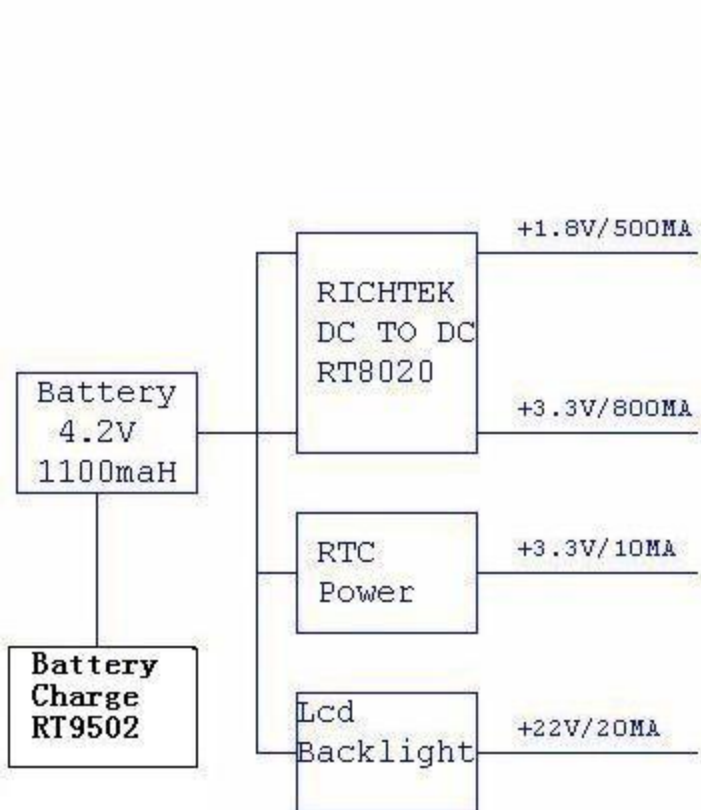 +1.8V/500MA
RICHTEK
DC TO DC
RT8020
+3.3V/800MA
Battery
4.2V
1100maH
RTC
Power
+3.3V/10MA
Battery
Charge
RT9502
Lcd
Backlight
+22V/20MA